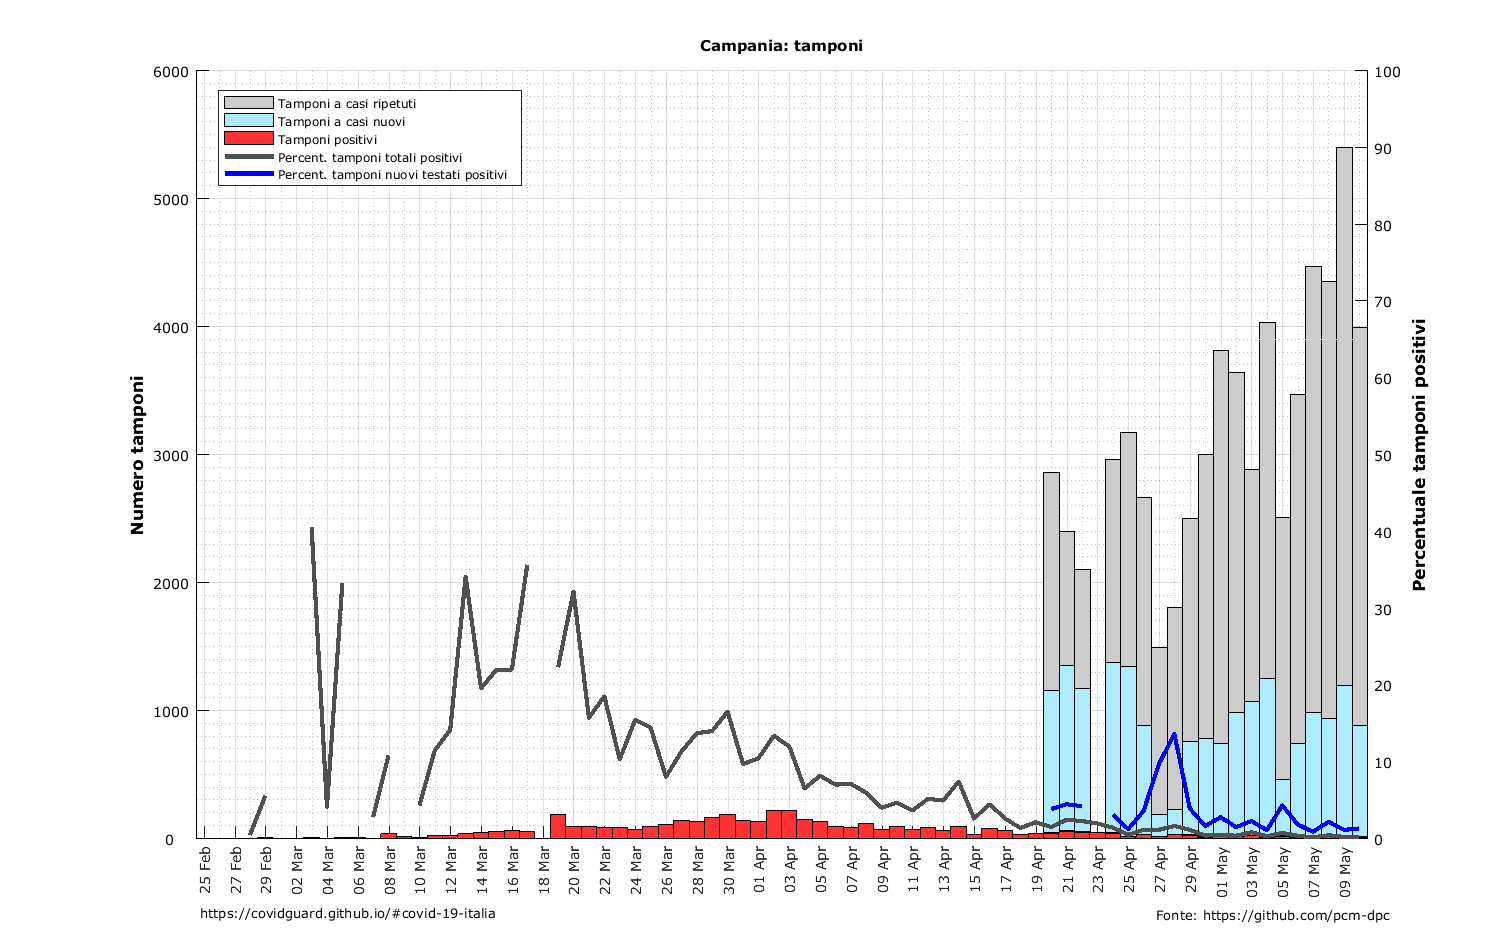 Campania: tamponi
6000
5000
4000
3000
2000
1000
0
100
90
80
70
60
50
40
30
20
10
0
Tamponi a casi ripetuti
Tamponi a casi nuovi
Tamponi positivi
Percent. tamponi totali positivi
Percent. tamponi nuovi testati positivi
Numero tamponi
Percentuale tamponi positivi
25 Feb
27 Feb
29 Feb
02 Mar
04 Mar
06 Mar
08 Mar
10 Mar
12 Mar
14 Mar
16 Mar
18 Mar
20 Mar
22 Mar
24 Mar
26 Mar
28 Mar
30 Mar
01 Apr
03 Apr
05 Apr
07 Apr
09 Apr
11 Apr
13 Apr
15 Apr
17 Apr
19 Apr
21 Apr
23 Apr
25 Apr
27 Apr
29 Apr
01 May
03 May
05 May
07 May
09 May
https://covidguard.github.io/#covid-19-italia
Fonte: https://github.com/pcm-dpc